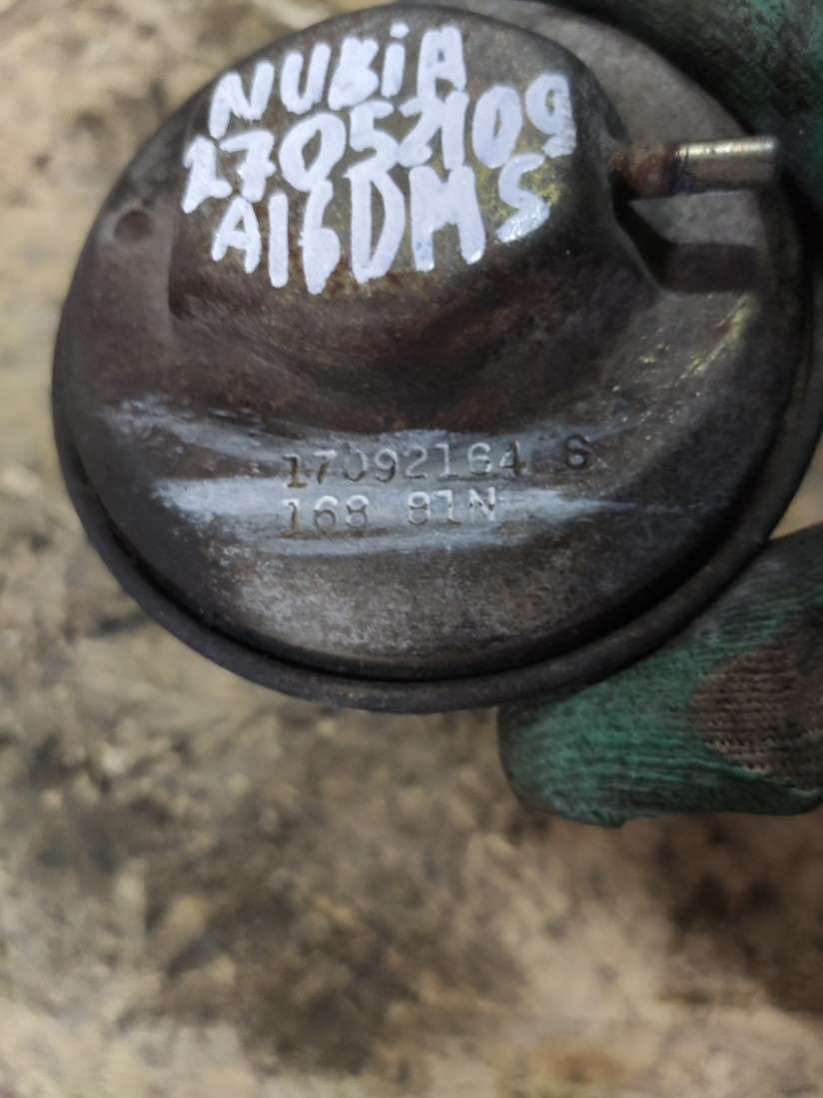 NUBiA
17052109
A16DMS
17092164 S
168 81N